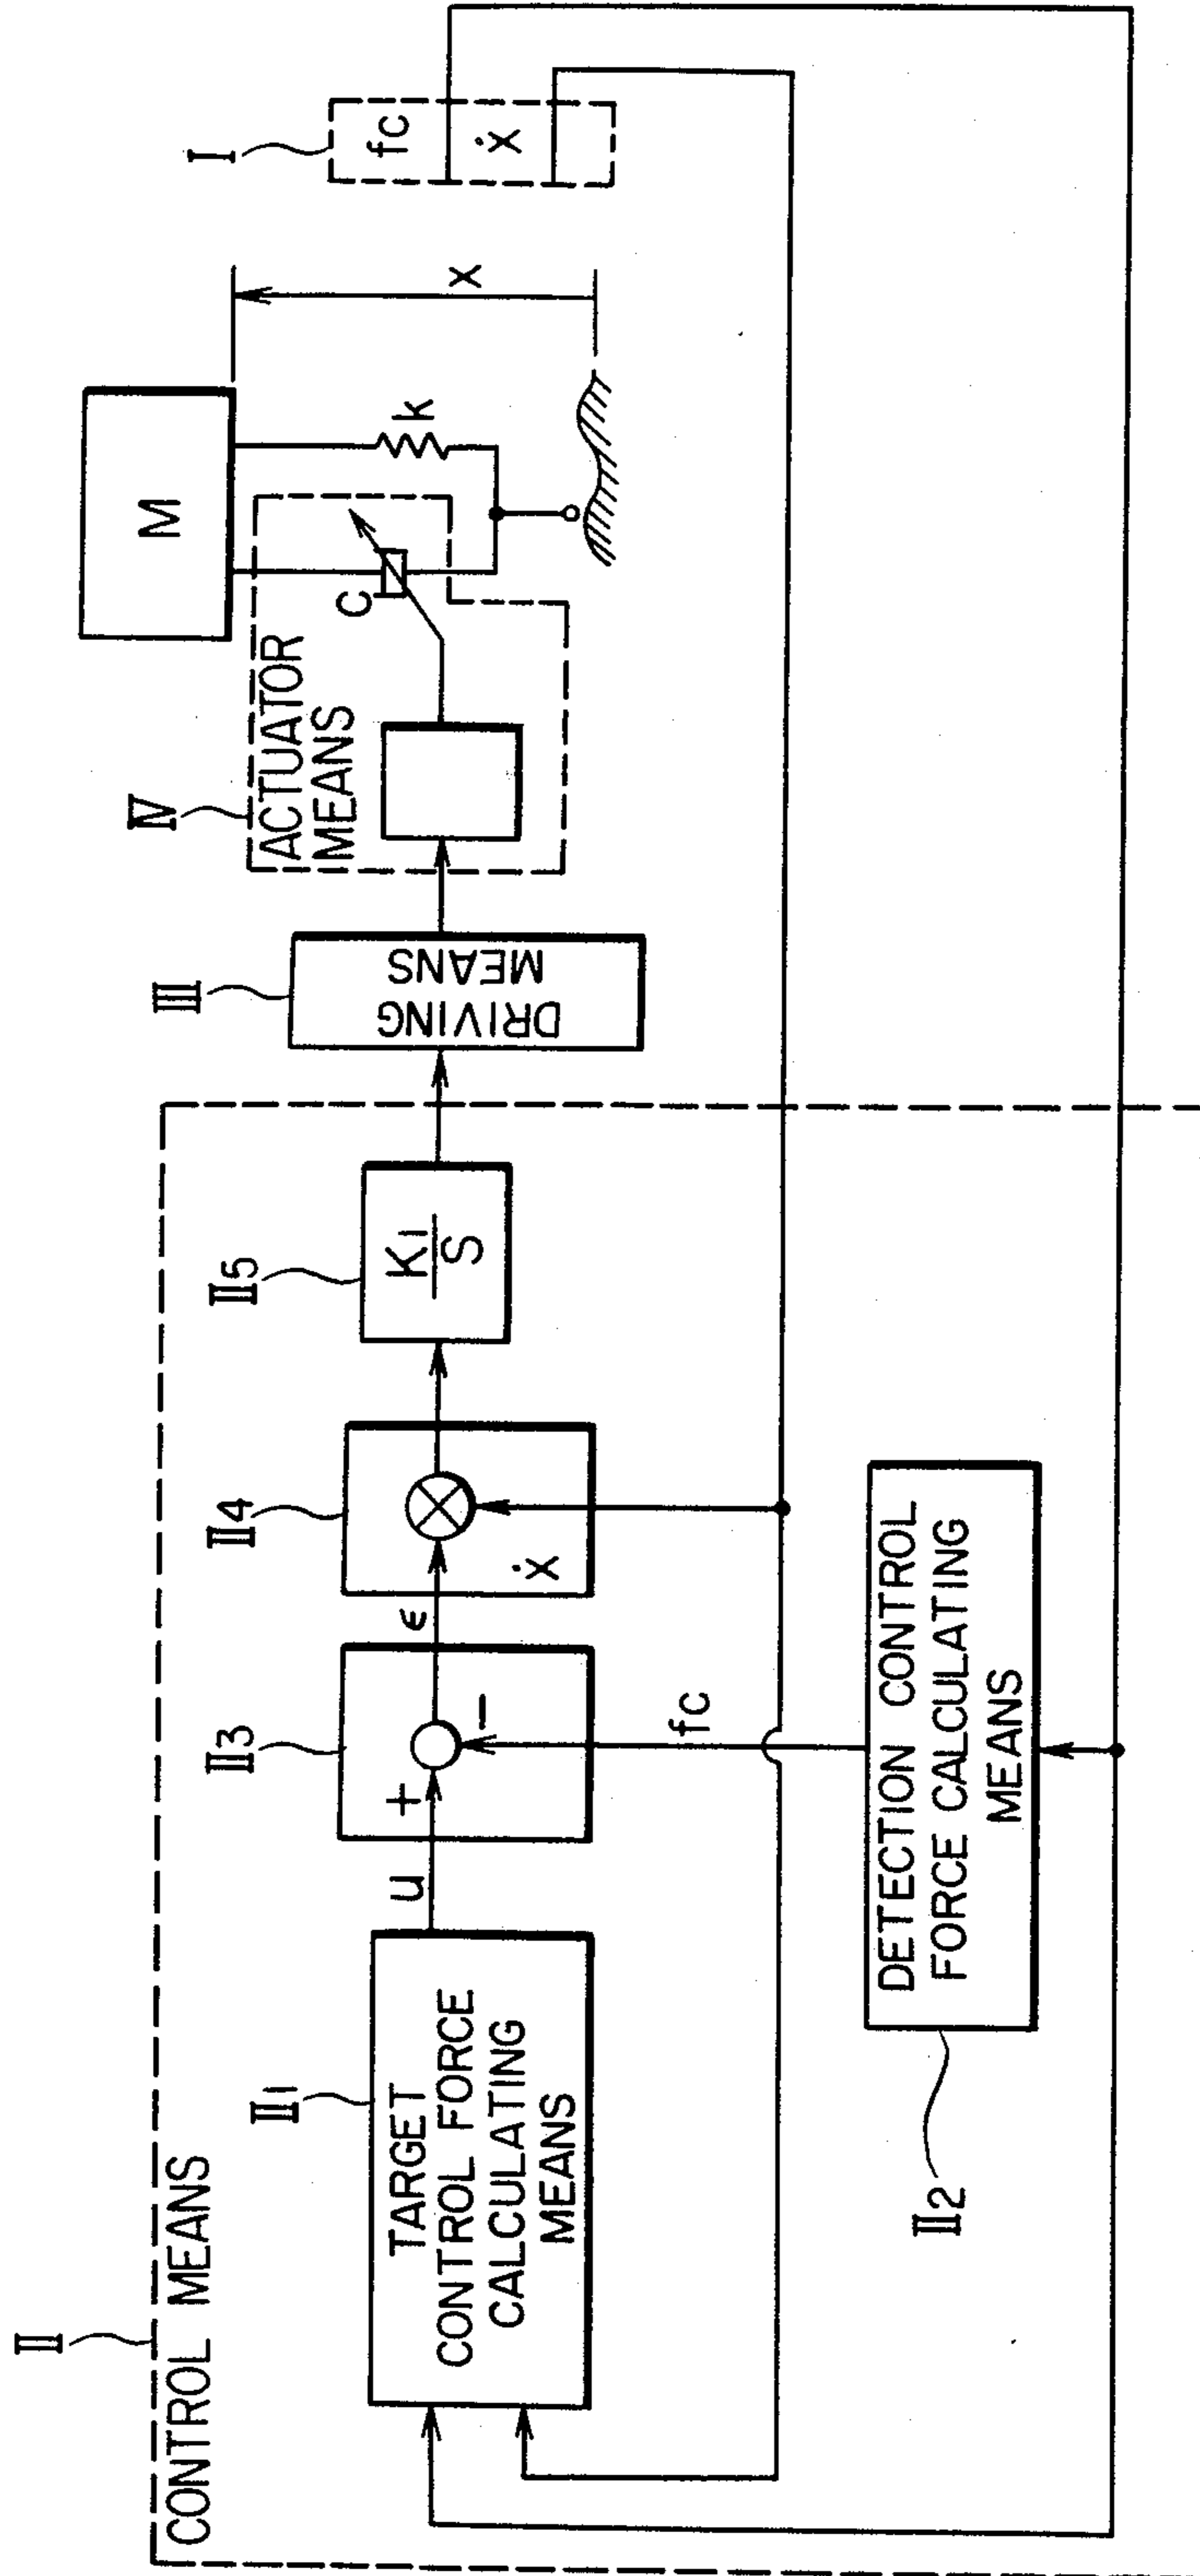 II
CONTROL MEANS
II1
TARGET
CONTROL FORCE
CALCULATING
MEANS
u
+
−
II3
ϵ
II4
ẋ
II5
K1
S
III
DRIVING
MEANS
IV
ACTUATOR
MEANS
C
M
k
x
I
fc
ẋ
fc
DETECTION CONTROL
FORCE CALCULATING
MEANS
II2